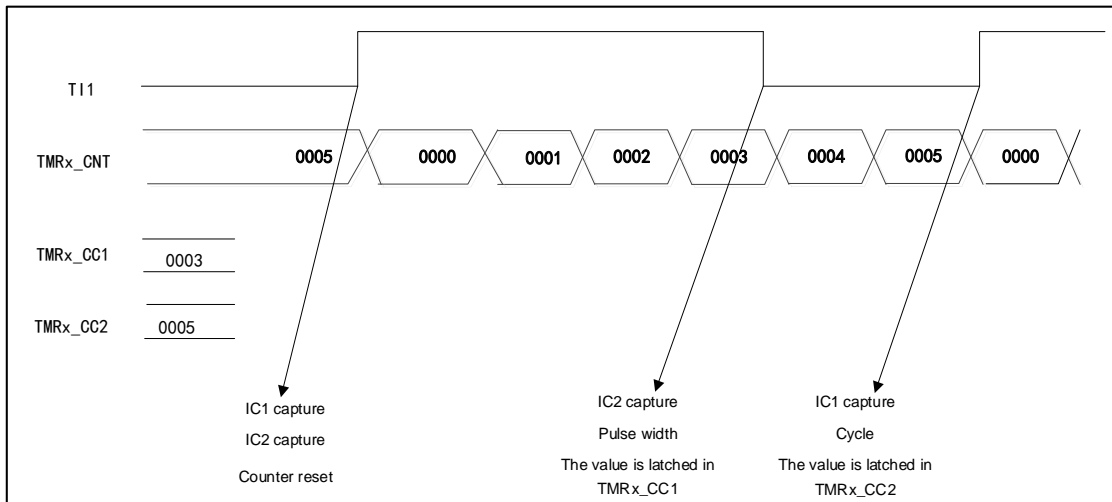 TI1
TMRx_CNT
0005 0000 0001 0002 0003 0004 0005 0000
TMRx_CC1
0003
TMRx_CC2
0005
IC1 capture
IC2 capture
Counter reset
IC2 capture
Pulse width
The value is latched in
TMRx_CC1
IC1 capture
Cycle
The value is latched in
TMRx_CC2